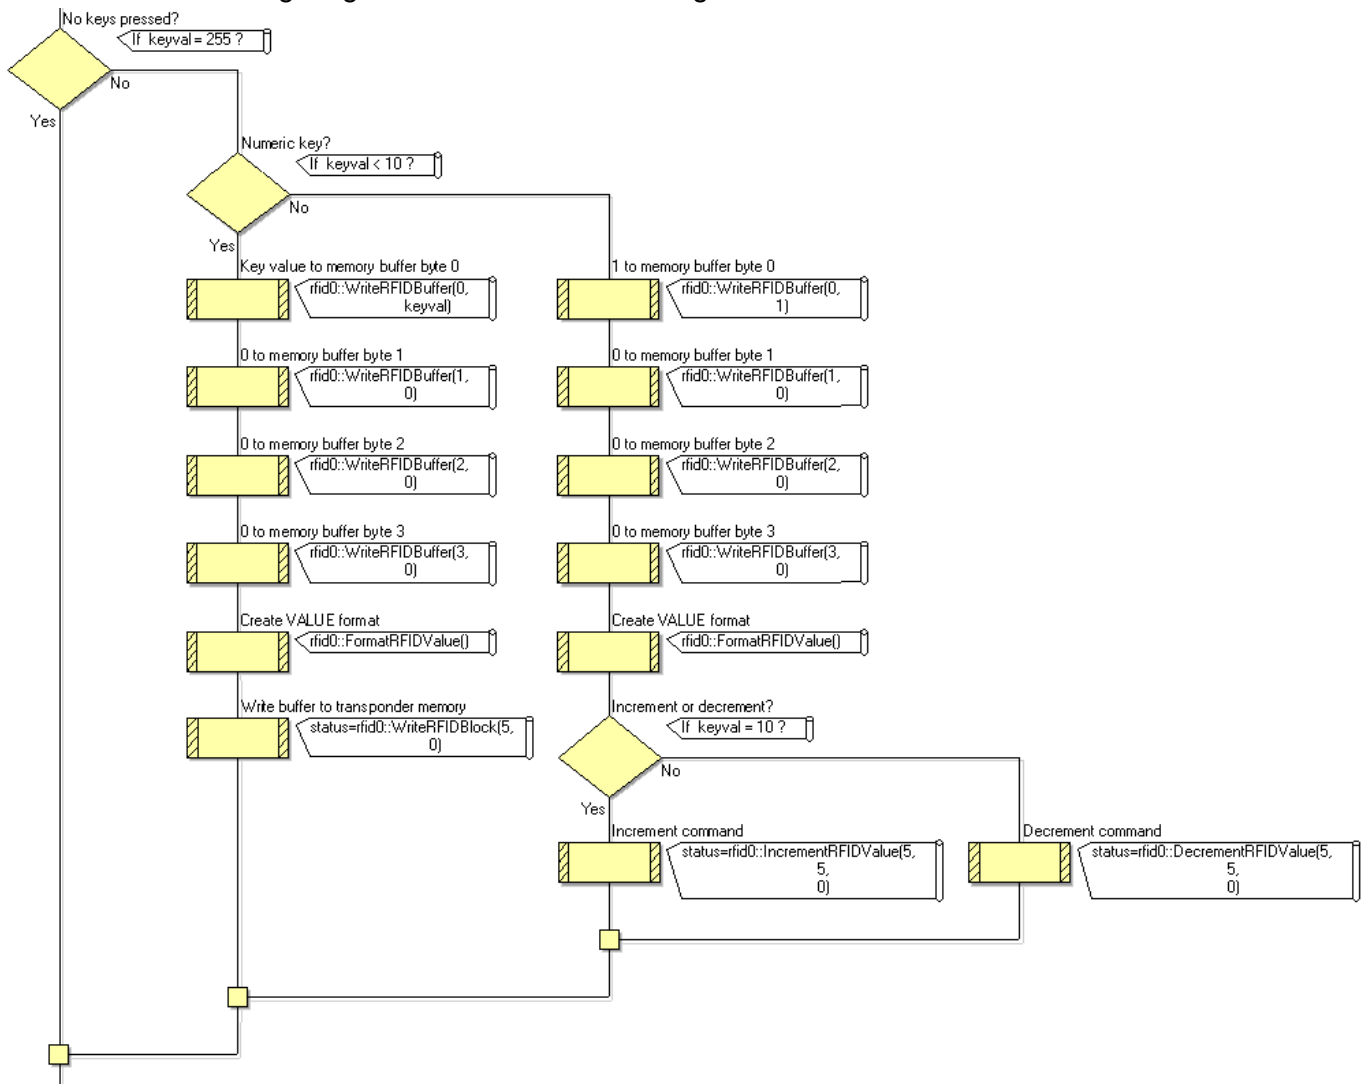 No keys pressed?
If keyval = 255 ?
No
Yes
Numeric key?
If keyval < 10 ?
No
Yes
Key value to memory buffer byte 0
rfid0::WriteRFIDBuffer(0,
keyval)
1 to memory buffer byte 0
rfid0::WriteRFIDBuffer(0,
1)
0 to memory buffer byte 1
rfid0::WriteRFIDBuffer(1,
0)
0 to memory buffer byte 1
rfid0::WriteRFIDBuffer(1,
0)
0 to memory buffer byte 2
rfid0::WriteRFIDBuffer(2,
0)
0 to memory buffer byte 2
rfid0::WriteRFIDBuffer(2,
0)
0 to memory buffer byte 3
rfid0::WriteRFIDBuffer(3,
0)
0 to memory buffer byte 3
rfid0::WriteRFIDBuffer(3,
0)
Create VALUE format
rfid0::FormatRFIDValue()
Create VALUE format
rfid0::FormatRFIDValue()
Write buffer to transponder memory
status=rfid0::WriteRFIDBlock(5,
0)
Increment or decrement?
If keyval = 10 ?
No
Yes
Increment command
status=rfid0::IncrementRFIDValue(5,
5,
0)
Decrement command
status=rfid0::DecrementRFIDValue(5,
5,
0)